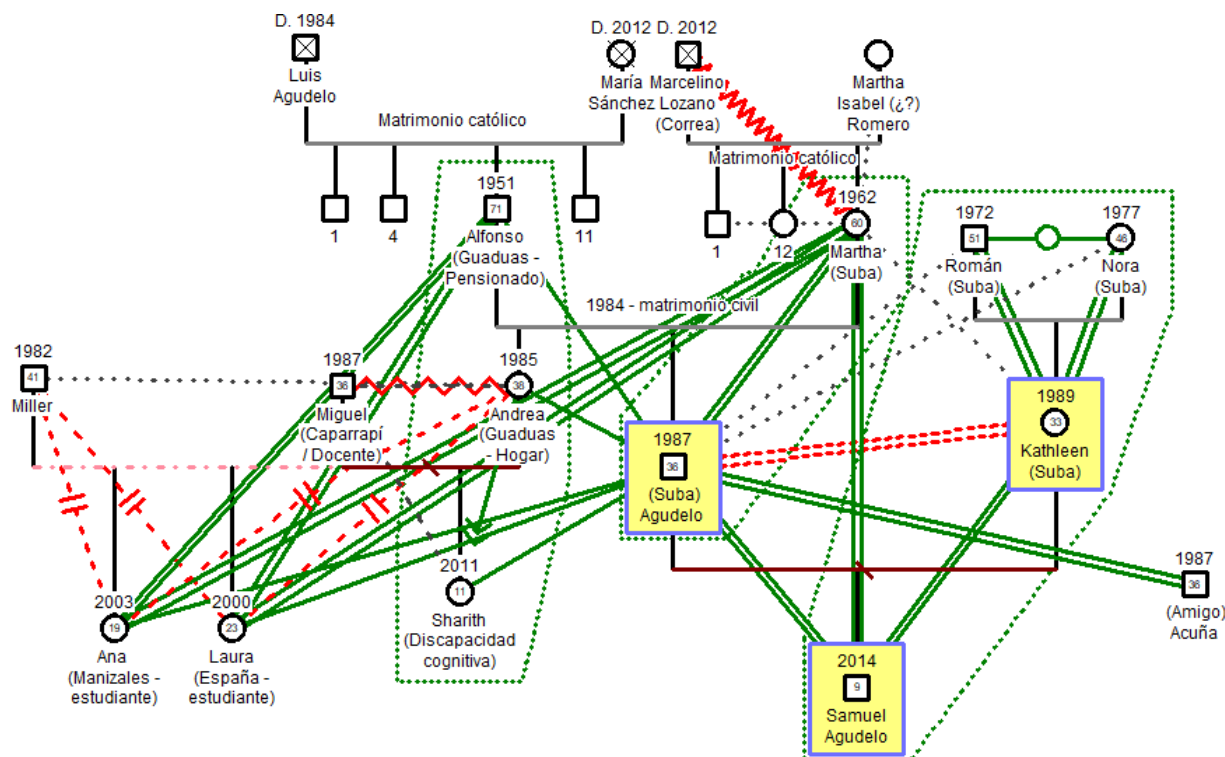 D. 1984
Luis
Agudelo
D. 2012
María
Sánchez
D. 2012
Marcelino
Lozano
(Correa)
Martha
Isabel (¿?)
Romero
Matrimonio católico
Matrimonio católico
1
4
1951
71
Alfonso
(Guaduas -
Pensionado)
11
1
12
1962
60
Martha
(Suba)
1972
51
Román
(Suba)
1977
46
Nora
(Suba)
1984 - matrimonio civil
1982
41
Miller
1987
36
Miguel
(Caparrapí
/ Docente)
1985
38
Andrea
(Guaduas
- Hogar)
1987
36
(Suba)
Agudelo
1989
33
Kathleen
(Suba)
2003
19
Ana
(Manizales -
estudiante)
2000
23
Laura
(España -
estudiante)
2011
11
Sharith
(Discapacidad
cognitiva)
2014
9
Samuel
Agudelo
1987
36
(Amigo)
Acuña